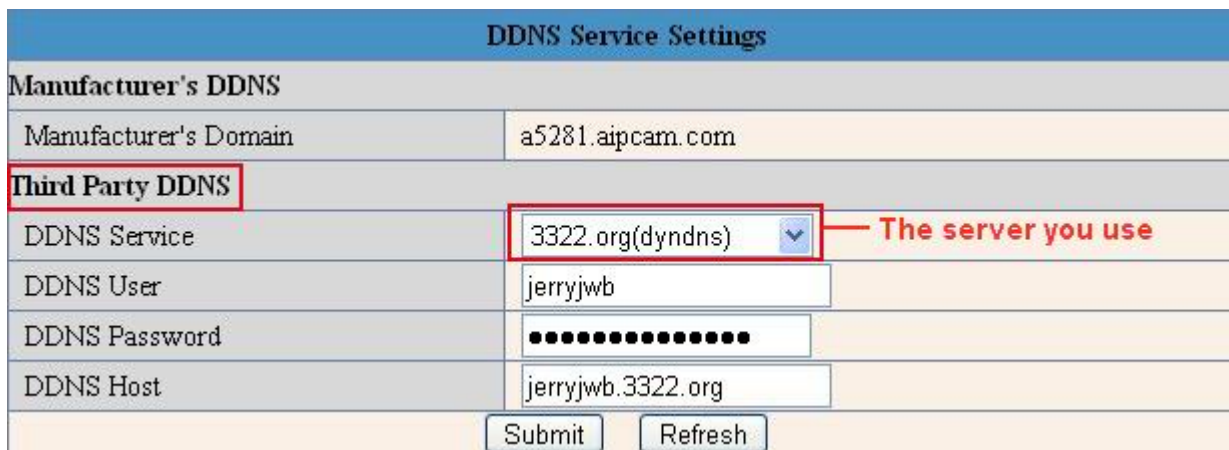 DDNS Service Settings
Manufacturer's DDNS
Manufacturer's Domain a5281.aipcam.com
Third Party DDNS
DDNS Service 3322.org(dyndns) The server you use
DDNS User jerryjwb
DDNS Password ●●●●●●●●●●●●●●
DDNS Host jerryjwb.3322.org
Submit Refresh